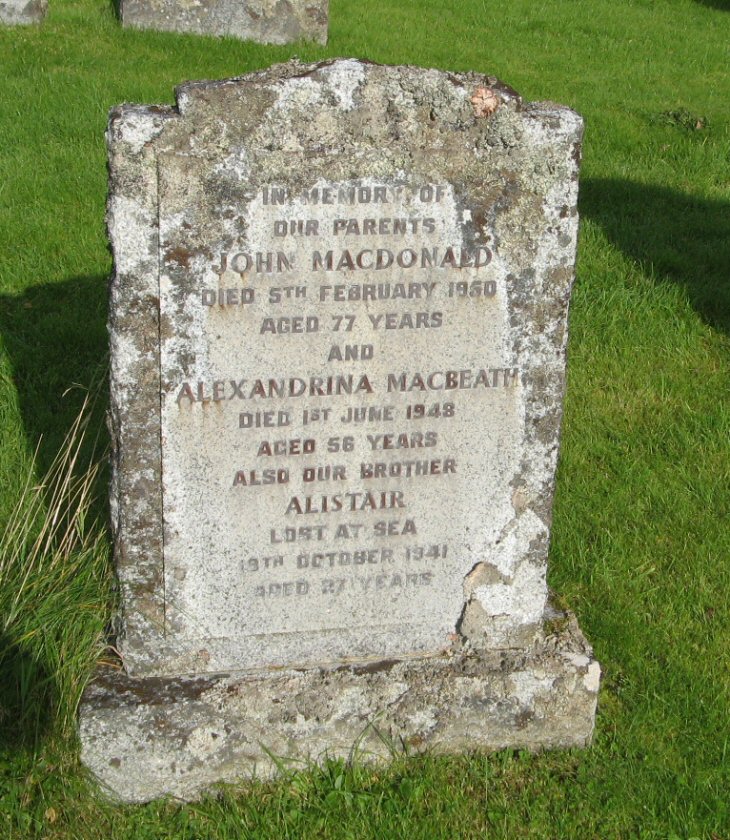 IN MEMORY OF
OUR PARENTS
JOHN MACDONALD
DIED 5TH FEBRUARY 1950
AGED 77 YEARS
AND
ALEXANDRINA MACBEATH
DIED 1ST JUNE 1948
AGED 56 YEARS
ALSO OUR BROTHER
ALISTAIR
LOST AT SEA
19TH OCTOBER 1941
AGED 27 YEARS